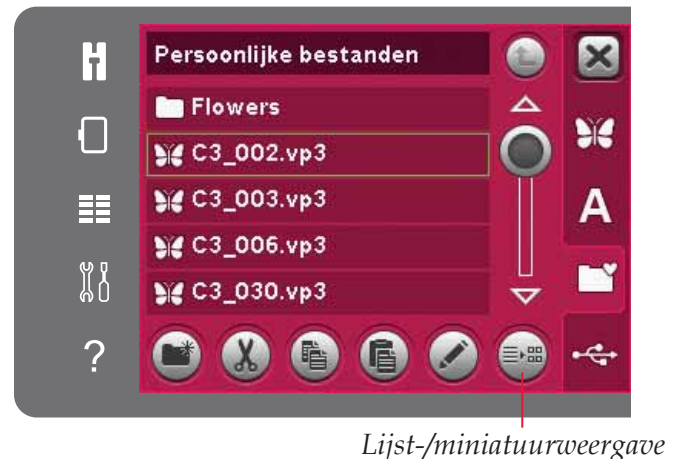 Persoonlijke bestanden
Flowers
C3_002.vp3
C3_003.vp3
C3_006.vp3
C3_030.vp3
A
?
Lijst-/miniatuurweergave